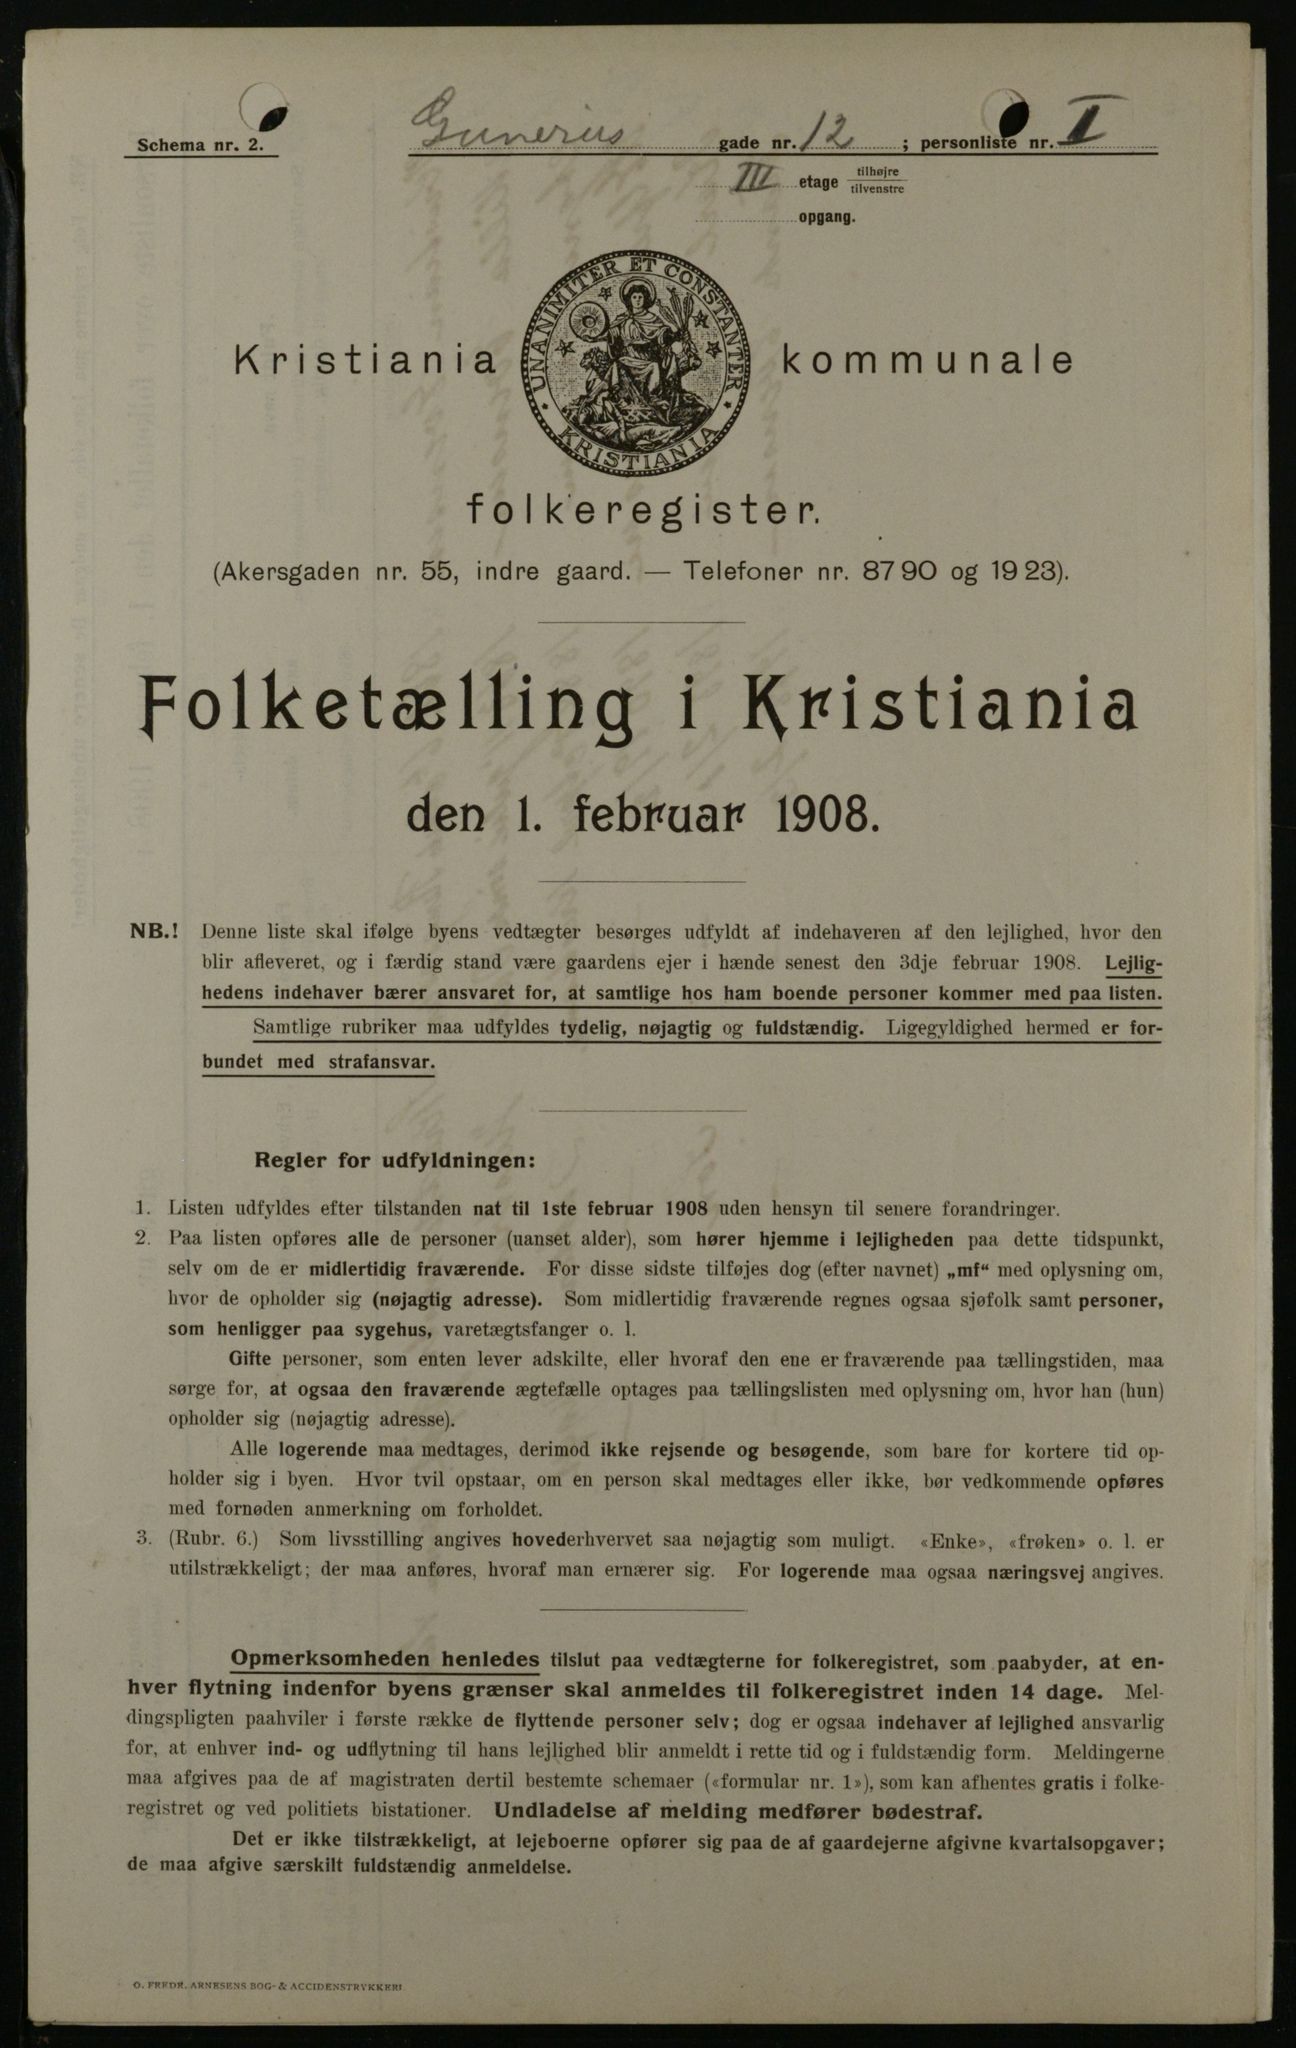 Schema nr. 2.
Gunerius gade nr. 12 ; personliste nr. I
III etage tilhøjre
tilvenstre
opgang.
UNANIMITER ET CONSTANTER
KRISTIANIA
Kristiania kommunale
folkeregister.
(Akersgaden nr. 55, indre gaard. — Telefoner nr. 8790 og 1923).
Folketælling i Kristiania
den 1. februar 1908.
NB.! Denne liste skal ifølge byens vedtægter besørges udfyldt af indehaveren af den lejlighed, hvor den
blir afleveret, og i færdig stand være gaardens ejer i hænde senest den 3dje februar 1908. Lejlig-
hedens indehaver bærer ansvaret for, at samtlige hos ham boende personer kommer med paa listen.
Samtlige rubriker maa udfyldes tydelig, nøjagtig og fuldstændig. Ligegyldighed hermed er for-
bundet med strafansvar.
Regler for udfyldningen:
1. Listen udfyldes efter tilstanden nat til 1ste februar 1908 uden hensyn til senere forandringer.
2. Paa listen opføres alle de personer (uanset alder), som hører hjemme i lejligheden paa dette tidspunkt,
selv om de er midlertidig fraværende. For disse sidste tilføjes dog (efter navnet) „mf“ med oplysning om,
hvor de opholder sig (nøjagtig adresse). Som midlertidig fraværende regnes ogsaa sjøfolk samt personer,
som henligger paa sygehus, varetægtsfanger o. l.
Gifte personer, som enten lever adskilte, eller hvoraf den ene er fraværende paa tællingstiden, maa
sørge for, at ogsaa den fraværende ægtefælle optages paa tællingslisten med oplysning om, hvor han (hun)
opholder sig (nøjagtig adresse).
Alle logerende maa medtages, derimod ikke rejsende og besøgende, som bare for kortere tid op-
holder sig i byen. Hvor tvil opstaar, om en person skal medtages eller ikke, bør vedkommende opføres
med fornøden anmerkning om forholdet.
3. (Rubr. 6.) Som livsstilling angives hovederhvervet saa nøjagtig som muligt. «Enke», «frøken» o. l. er
utilstrækkeligt; der maa anføres, hvoraf man ernærer sig. For logerende maa ogsaa næringsvej angives.
Opmerksomheden henledes tilslut paa vedtægterne for folkeregistret, som paabyder, at en-
hver flytning indenfor byens grænser skal anmeldes til folkeregistret inden 14 dage. Mel-
dingspligten paahviler i første række de flyttende personer selv; dog er ogsaa indehaver af lejlighed ansvarlig
for, at enhver ind- og udflytning til hans lejlighed blir anmeldt i rette tid og i fuldstændig form. Meldingerne
maa afgives paa de af magistraten dertil bestemte schemaer («formular nr. 1»), som kan afhentes gratis i folke-
registret og ved politiets bistationer. Undladelse af melding medfører bødestraf.
Det er ikke tilstrækkeligt, at lejeboerne opfører sig paa de af gaardejerne afgivne kvartalsopgaver;
de maa afgive særskilt fuldstændig anmeldelse.
O. FREDR. ARNESENS BOG- & ACCIDENSTRYKKERI